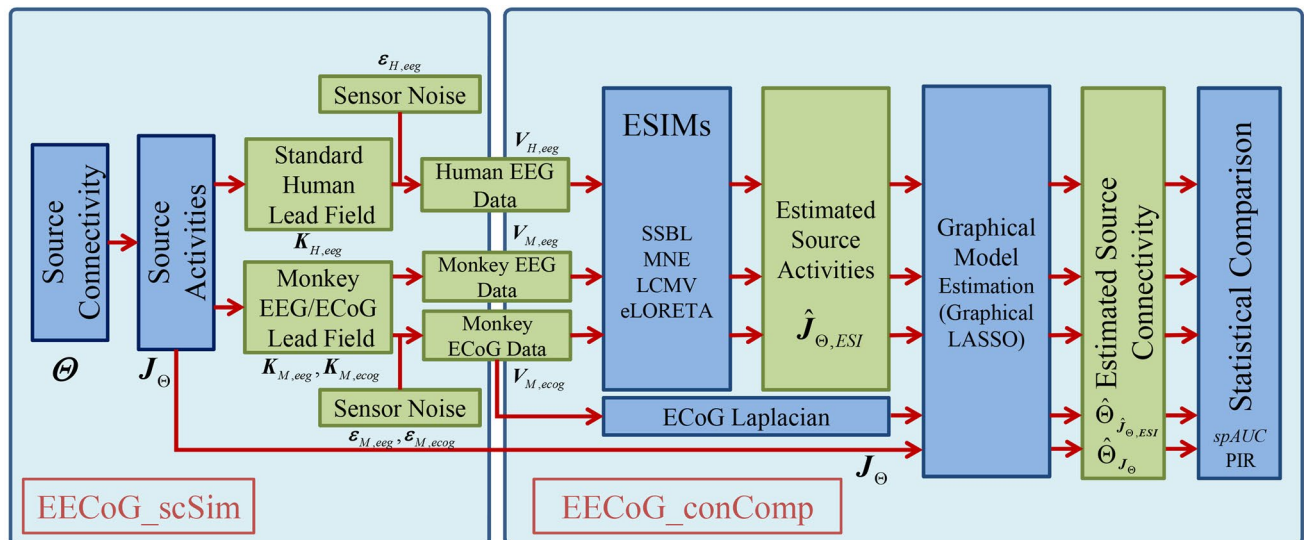 Source
Connectivity
Θ
Source
Activities
J_Θ
ε_H,eeg
Sensor Noise
Standard
Human
Lead Field
K_H,eeg
Monkey
EEG/ECoG
Lead Field
K_M,eeg, K_M,ecog
Sensor Noise
ε_M,eeg, ε_M,ecog
EECoG_scSim
V_H,eeg
Human EEG
Data
V_M,eeg
Monkey EEG
Data
Monkey
ECoG Data
V_M,ecog
ESIMs
SSBL
MNE
LCMV
eLORETA
Estimated
Source
Activities
Ĵ_Θ,ESI
ECoG Laplacian
J_Θ
Graphical
Model
Estimation
(Graphical
LASSO)
Estimated Source
Connectivity
Θ̂_Ĵ_Θ,ESI
Θ̂_J_Θ
Statistical Comparison
spAUC
PIR
EECoG_conComp